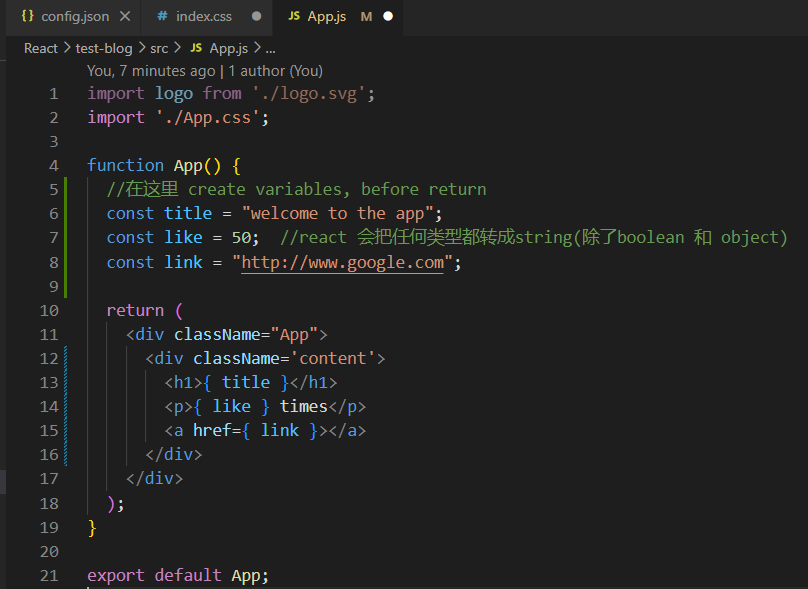 {} config.json × # index.css ● JS App.js M ●
React > test-blog > src > JS App.js > ...
You, 7 minutes ago | 1 author (You)
1 import logo from './logo.svg';
2 import './App.css';
3
4 function App() {
5 //在这里 create variables, before return
6 const title = "welcome to the app";
7 const like = 50; //react 会把任何类型都转成string(除了boolean 和 object)
8 const link = "http://www.google.com";
9
10 return (
11 <div className="App">
12 <div className='content'>
13 <h1>{ title }</h1>
14 <p>{ like } times</p>
15 <a href={ link }></a>
16 </div>
17 </div>
18 );
19 }
20
21 export default App;